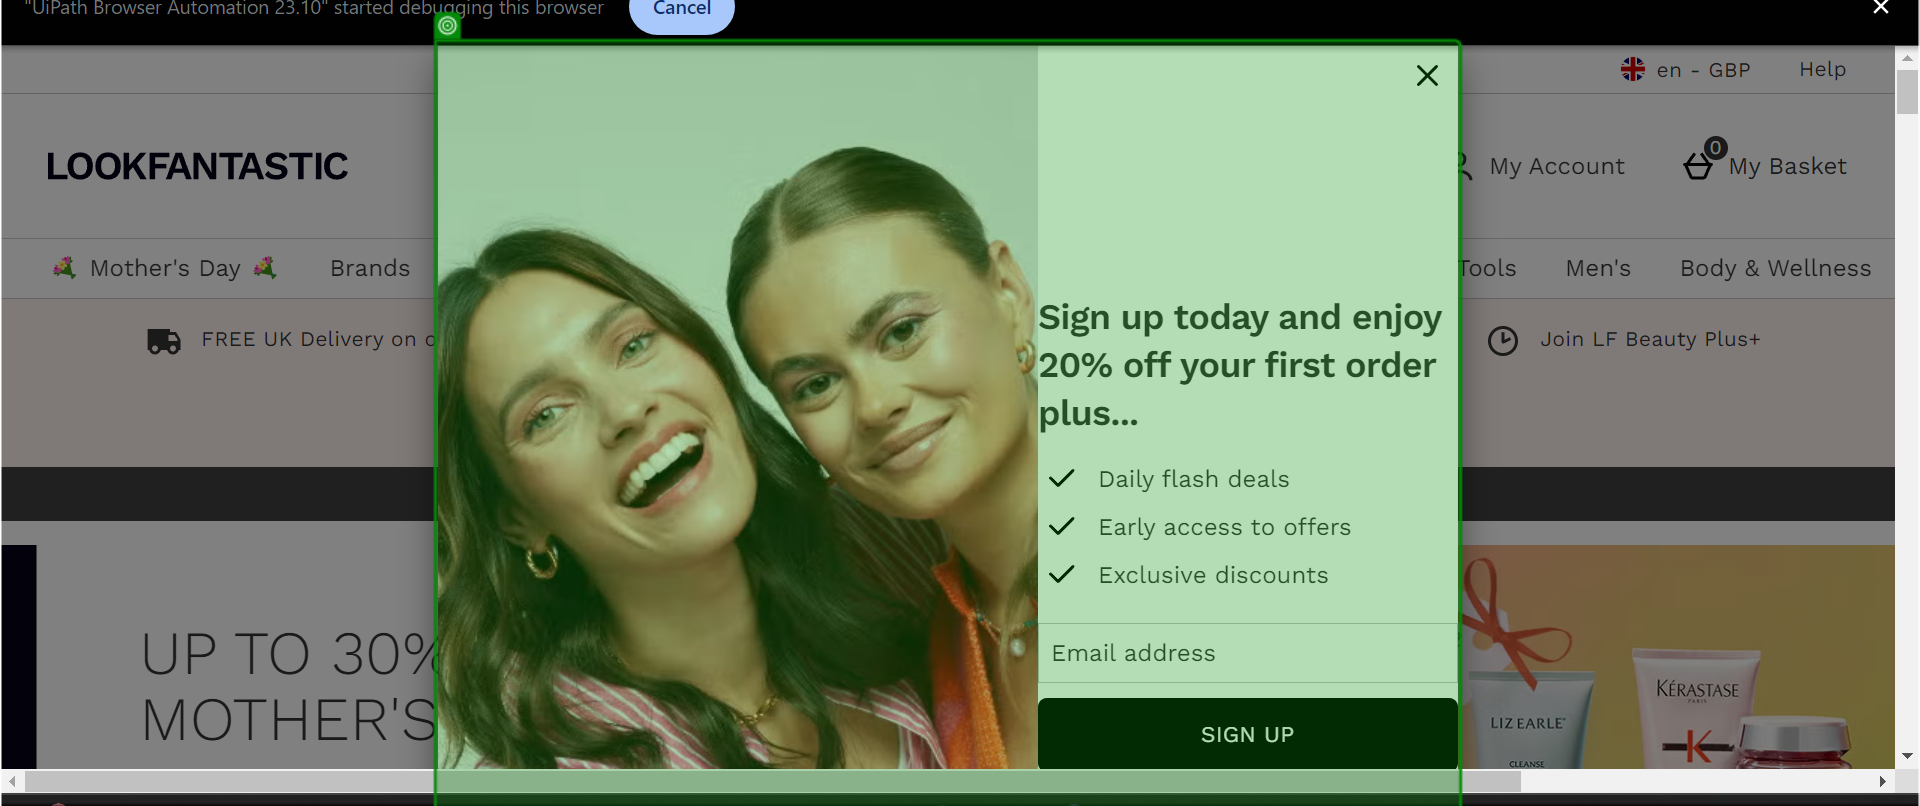 "UiPath Browser Automation 23.10" started debugging this browser
Cancel
en - GBP
Help
LOOKFANTASTIC
My Account
0
My Basket
Mother's Day
Brands
Tools
Men's
Body & Wellness
FREE UK Delivery on
Join LF Beauty Plus+
Sign up today and enjoy
20% off your first order
plus...
Daily flash deals
Early access to offers
Exclusive discounts
Email address
SIGN UP
UP TO 30%
MOTHER'S
LIZ EARLE
CLEANSE
KÉRASTASE
PARIS
K